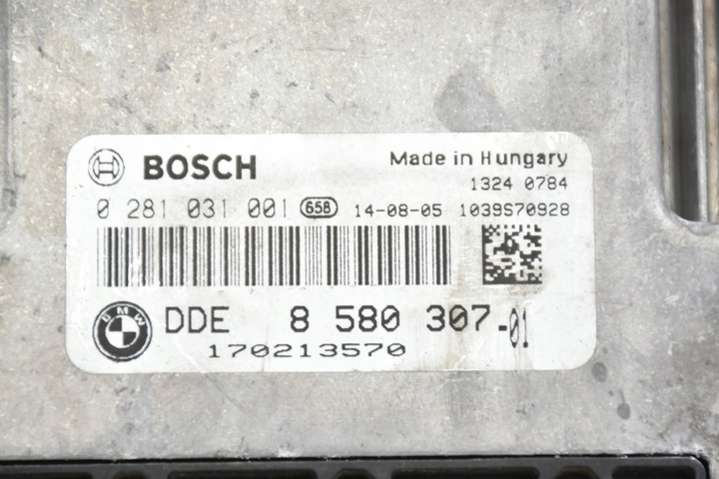 BOSCH
Made in Hungary
1324 0784
0 281 031 001 658 14-08-05 1039S70928
BMW
DDE 8 580 307-01
170213570